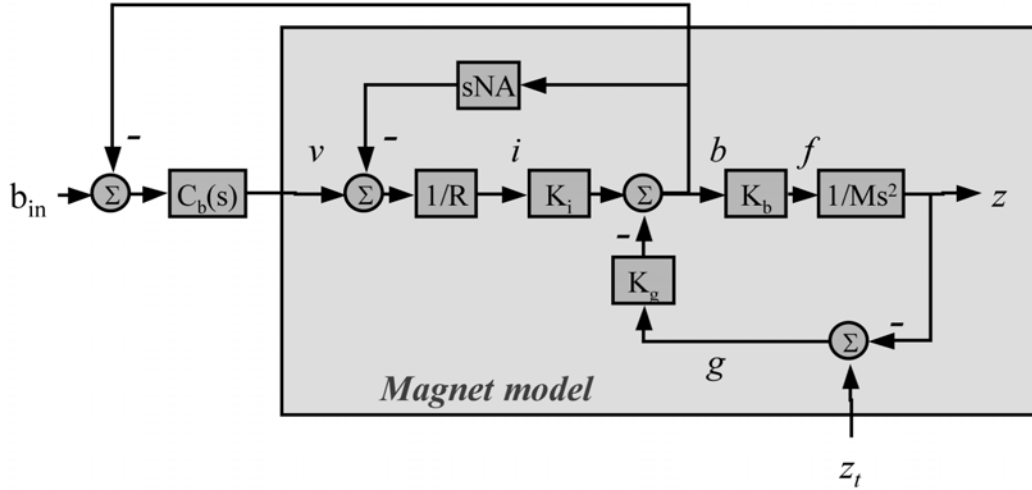 sNA
-
-
v
i
b
f
b_in
Σ
C_b(s)
Σ
1/R
K_i
Σ
K_b
1/Ms²
z
-
K_g
-
Σ
g
Magnet model
z_t